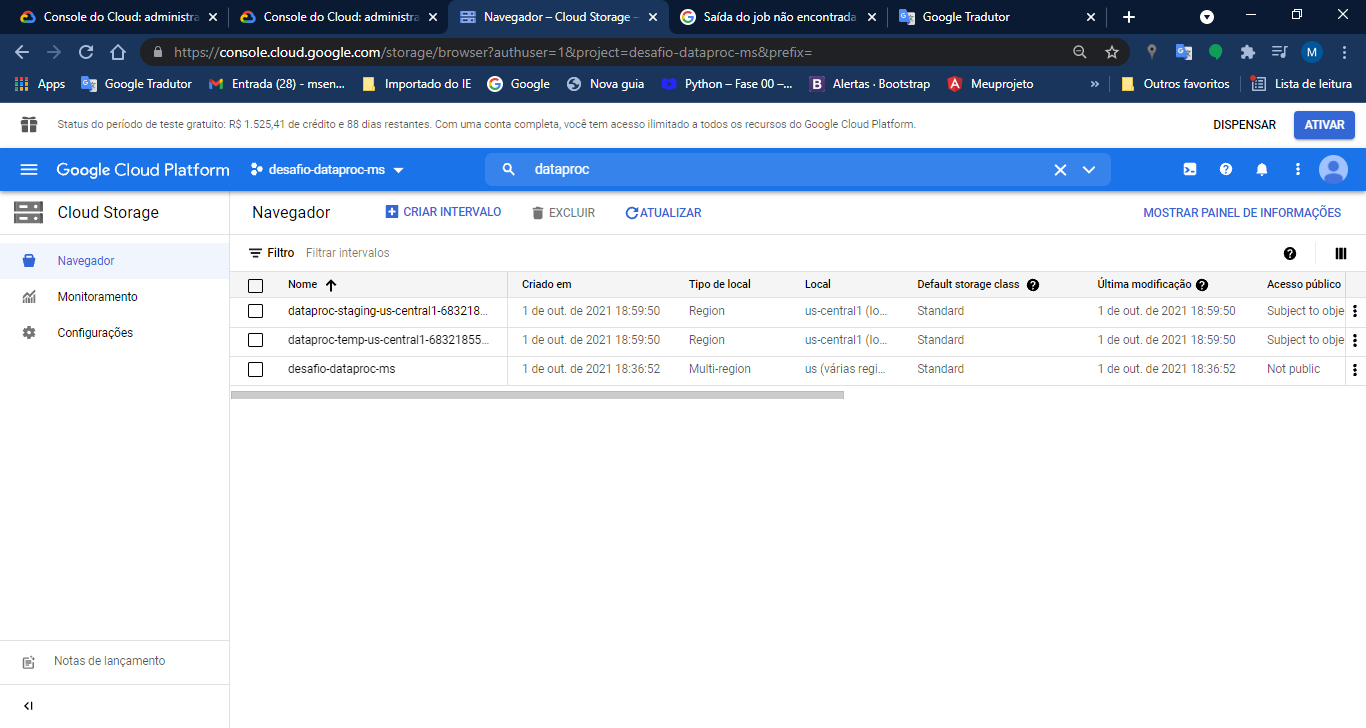 Console do Cloud: administra
Console do Cloud: administra
Navegador – Cloud Storage –
Saída do job não encontrada
Google Tradutor
https://console.cloud.google.com/storage/browser?authuser=1&project=desafio-dataproc-ms&prefix=
M
Apps
Google Tradutor
Entrada (28) - msen...
Importado do IE
Google
Nova guia
Python – Fase 00 –...
B
Alertas · Bootstrap
Meuprojeto
»
Outros favoritos
Lista de leitura
Status do período de teste gratuito: R$ 1.525,41 de crédito e 88 dias restantes. Com uma conta completa, você tem acesso ilimitado a todos os recursos do Google Cloud Platform.
DISPENSAR
ATIVAR
Google Cloud Platform
desafio-dataproc-ms
dataproc
Cloud Storage
Navegador
CRIAR INTERVALO
EXCLUIR
ATUALIZAR
MOSTRAR PAINEL DE INFORMAÇÕES
Navegador
Monitoramento
Configurações
Filtro
Filtrar intervalos
Nome Criado em Tipo de local Local Default storage class Última modificação Acesso público
dataproc-staging-us-central1-683218... 1 de out. de 2021 18:59:50 Region us-central1 (Io... Standard 1 de out. de 2021 18:59:50 Subject to obje
dataproc-temp-us-central1-68321855... 1 de out. de 2021 18:59:50 Region us-central1 (Io... Standard 1 de out. de 2021 18:59:50 Subject to obje
desafio-dataproc-ms 1 de out. de 2021 18:36:52 Multi-region us (várias regi... Standard 1 de out. de 2021 18:36:52 Not public
Notas de lançamento